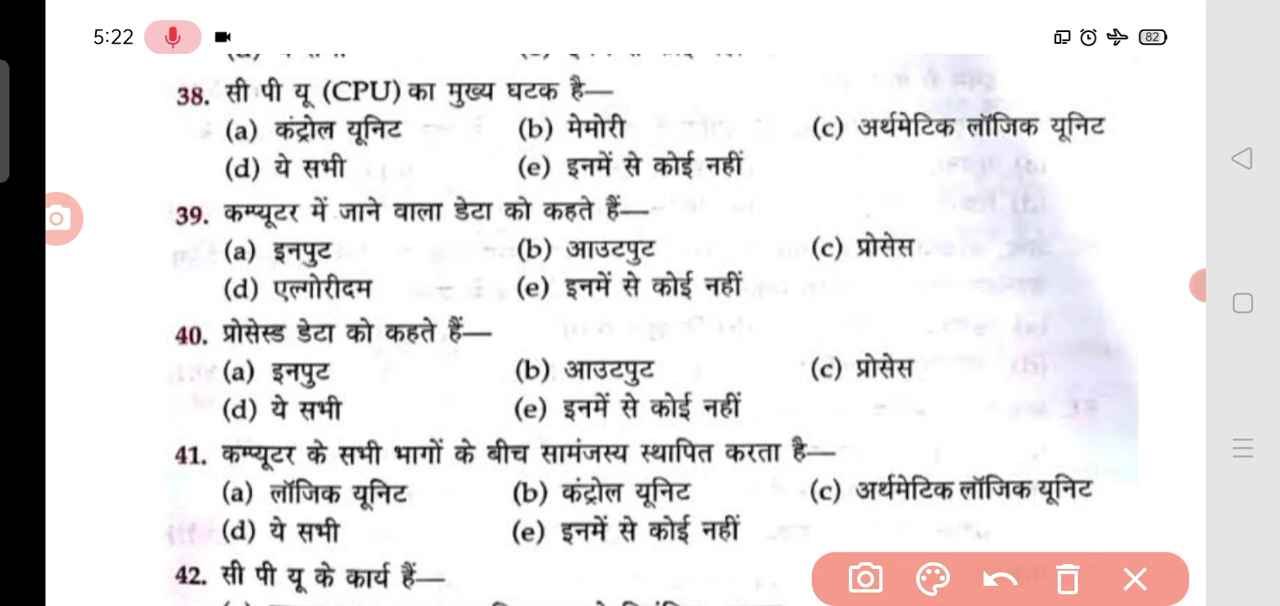 5:22 82
38. सी पी यू (CPU) का मुख्य घटक है—
(a) कंट्रोल यूनिट (b) मेमोरी (c) अर्थमेटिक लॉजिक यूनिट
(d) ये सभी (e) इनमें से कोई नहीं
39. कम्प्यूटर में जाने वाला डेटा को कहते हैं—
(a) इनपुट (b) आउटपुट (c) प्रोसेस
(d) एल्गोरीदम (e) इनमें से कोई नहीं
40. प्रोसेस्ड डेटा को कहते हैं—
(a) इनपुट (b) आउटपुट (c) प्रोसेस
(d) ये सभी (e) इनमें से कोई नहीं
41. कम्प्यूटर के सभी भागों के बीच सामंजस्य स्थापित करता है—
(a) लॉजिक यूनिट (b) कंट्रोल यूनिट (c) अर्थमेटिक लॉजिक यूनिट
(d) ये सभी (e) इनमें से कोई नहीं
42. सी पी यू के कार्य हैं—